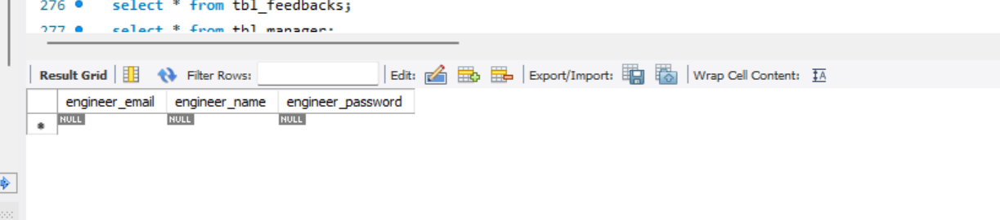 276 select * from tbl_feedbacks;
277 select * from tbl_manager;
Result Grid Filter Rows: Edit: Export/Import: Wrap Cell Content:
engineer_email engineer_name engineer_password
* NULL NULL NULL